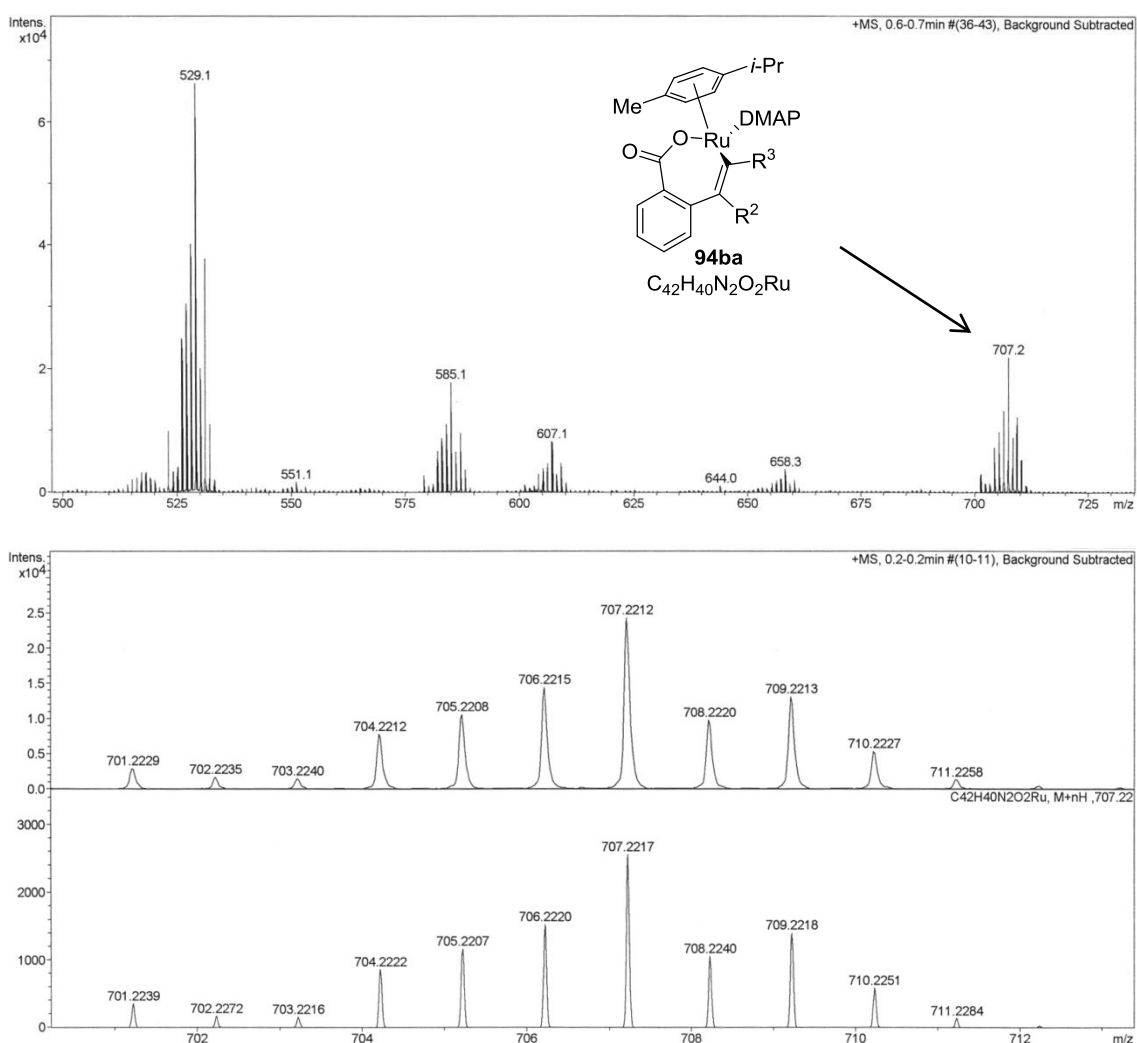 Intens.
x10⁴
+MS, 0.6-0.7min #(36-43), Background Subtracted
529.1
i-Pr
Me
DMAP
O
Ru
O
R³
R²
94ba
C₄₂H₄₀N₂O₂Ru
6
4
2
0
707.2
585.1
607.1
551.1
644.0
658.3
500 525 550 575 600 625 650 675 700 725 m/z
Intens.
x10⁴
+MS, 0.2-0.2min #(10-11), Background Subtracted
2.5
2.0
1.5
1.0
0.5
0.0
701.2229
702.2235
703.2240
704.2212
705.2208
706.2215
707.2212
708.2220
709.2213
710.2227
711.2258
C42H40N2O2Ru, M+nH ,707.22
3000
2000
1000
0
701.2239
702.2272
703.2216
704.2222
705.2207
706.2220
707.2217
708.2240
709.2218
710.2251
711.2284
702 704 706 708 710 712 m/z